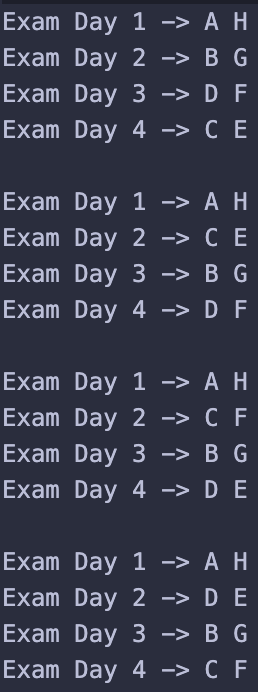 Exam Day 1 -> A H
Exam Day 2 -> B G
Exam Day 3 -> D F
Exam Day 4 -> C E

Exam Day 1 -> A H
Exam Day 2 -> C E
Exam Day 3 -> B G
Exam Day 4 -> D F

Exam Day 1 -> A H
Exam Day 2 -> C F
Exam Day 3 -> B G
Exam Day 4 -> D E

Exam Day 1 -> A H
Exam Day 2 -> D E
Exam Day 3 -> B G
Exam Day 4 -> C F